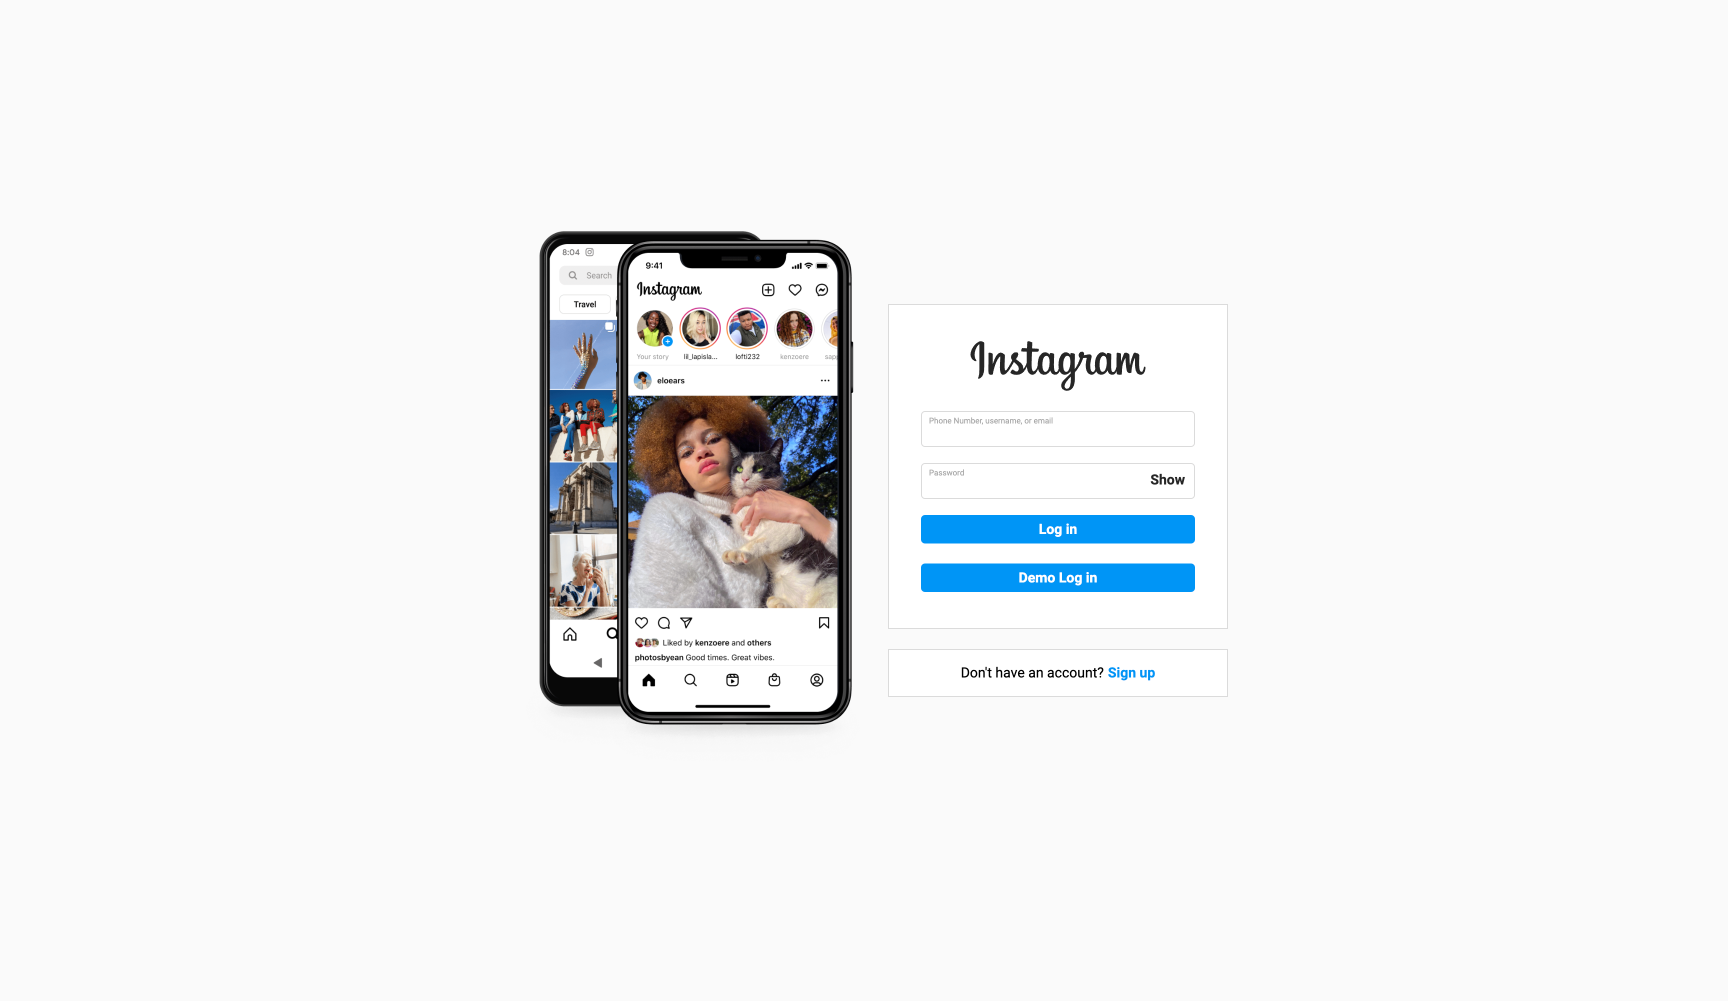 8:04
Search
Travel
9:41
Instagram
Your story
lil_lapisla...
lofti232
kenzoere
sapp
eloears
Liked by kenzoere and others
photosbyean Good times. Great vibes.
Instagram
Phone Number, username, or email
Password
Show
Log in
Demo Log in
Don't have an account? Sign up